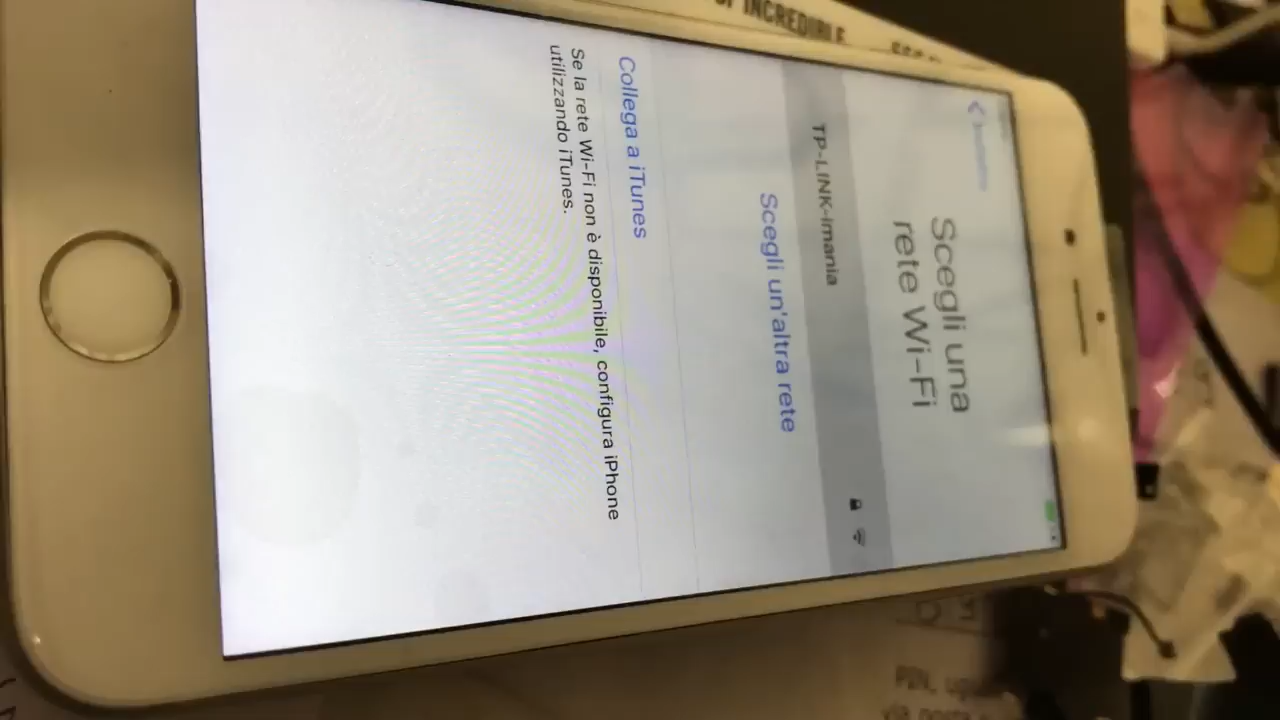 Scegli una
rete Wi-Fi
TP-LINK-Imania
Scegli un'altra rete
Collega a iTunes
Se la rete Wi-Fi non è disponibile, configura iPhone
utilizzando iTunes.
INCREDIBLE